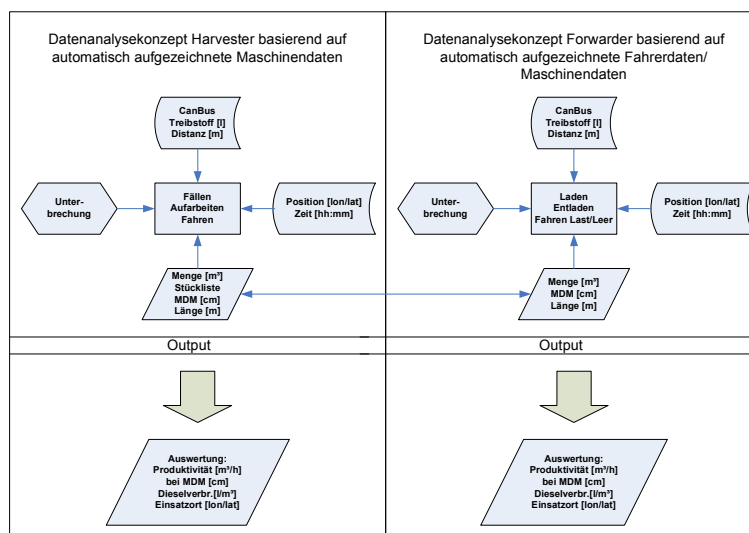 Datenanalysekonzept Harvester basierend auf
automatisch aufgezeichnete Maschinendaten
CanBus
Treibstoff [l]
Distanz [m]
Unter-
brechung
Fällen
Aufarbeiten
Fahren
Position [lon/lat]
Zeit [hh:mm]
Menge [m³]
Stückliste
MDM [cm]
Länge [m]
Datenanalysekonzept Forwarder basierend auf
automatisch aufgezeichnete Fahrerdaten/
Maschinendaten
CanBus
Treibstoff [l]
Distanz [m]
Unter-
brechung
Laden
Entladen
Fahren Last/Leer
Position [lon/lat]
Zeit [hh:mm]
Menge [m³]
MDM [cm]
Länge [m]
Output
Output
Auswertung:
Produktivität [m³/h]
bei MDM [cm]
Dieselverbr.[l/m³]
Einsatzort [lon/lat]
Auswertung:
Produktivität [m³/h]
bei MDM [cm]
Dieselverbr.[l/m³]
Einsatzort [lon/lat]